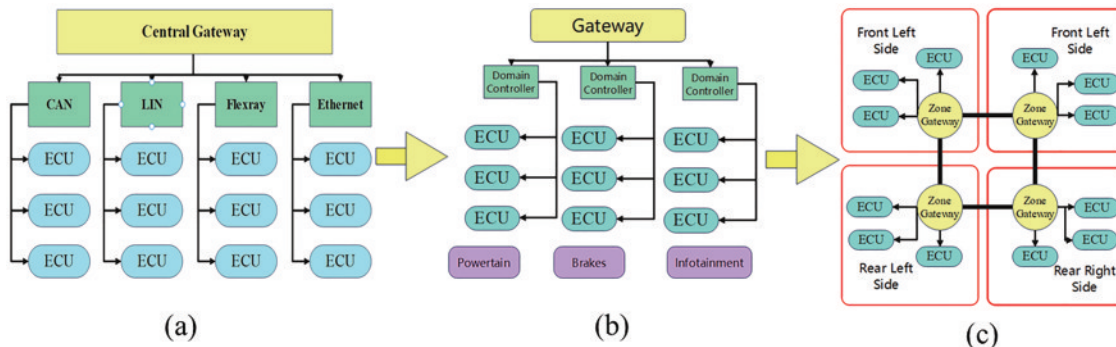 Central Gateway
CAN
LIN
Flexray
Ethernet
ECU
ECU
ECU
ECU
ECU
ECU
ECU
ECU
ECU
ECU
ECU
ECU
(a)
Gateway
Domain
Controller
Domain
Controller
Domain
Controller
ECU
ECU
ECU
ECU
ECU
ECU
ECU
ECU
ECU
Powertain
Brakes
Infotainment
(b)
Front Left
Side
ECU
ECU
ECU
Zone
Gateway
Front Left
Side
ECU
ECU
ECU
Zone
Gateway
Zone
Gateway
ECU
ECU
ECU
Rear Left
Side
Zone
Gateway
ECU
ECU
ECU
Rear Right
Side
(c)